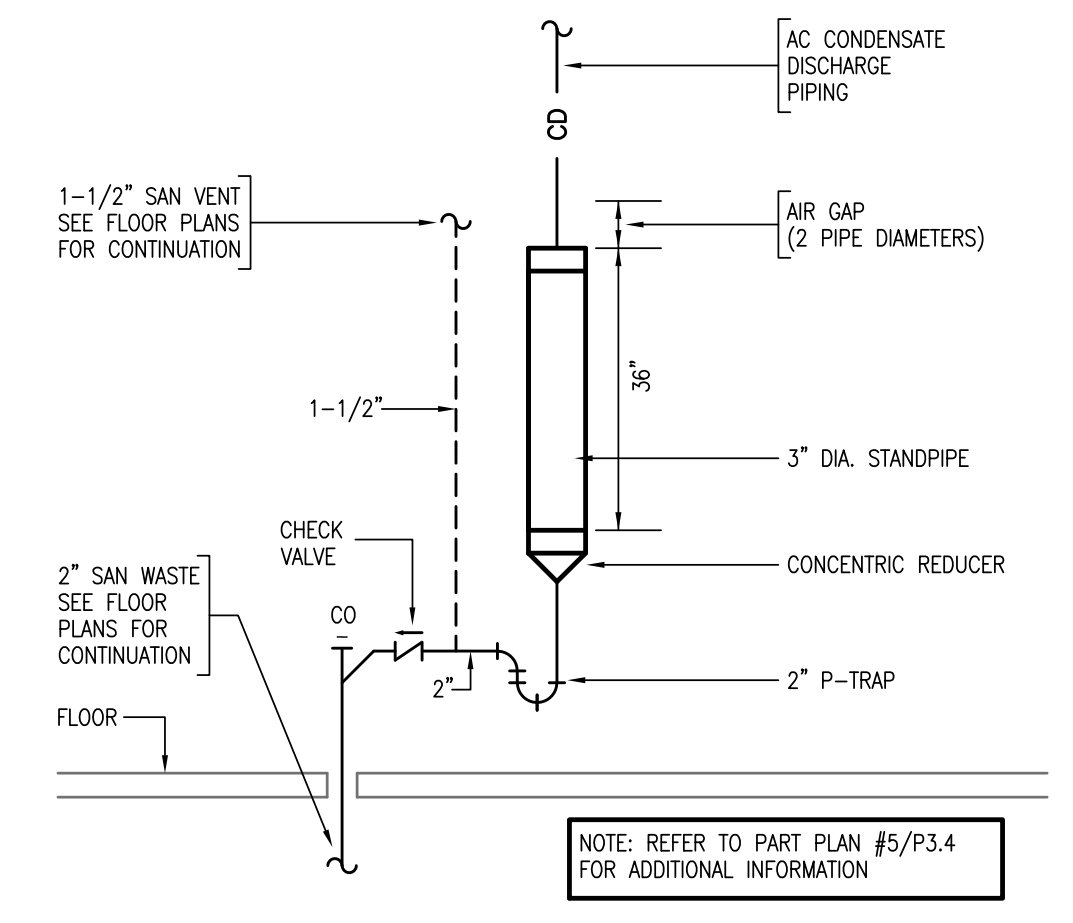 AC CONDENSATE
DISCHARGE
PIPING
CD
1-1/2" SAN VENT
SEE FLOOR PLANS
FOR CONTINUATION
AIR GAP
(2 PIPE DIAMETERS)
36"
1-1/2"
3" DIA. STANDPIPE
CHECK
VALVE
CONCENTRIC REDUCER
2" SAN WASTE
SEE FLOOR
PLANS FOR
CONTINUATION
CO
2"
2" P-TRAP
FLOOR
NOTE: REFER TO PART PLAN #5/P3.4
FOR ADDITIONAL INFORMATION